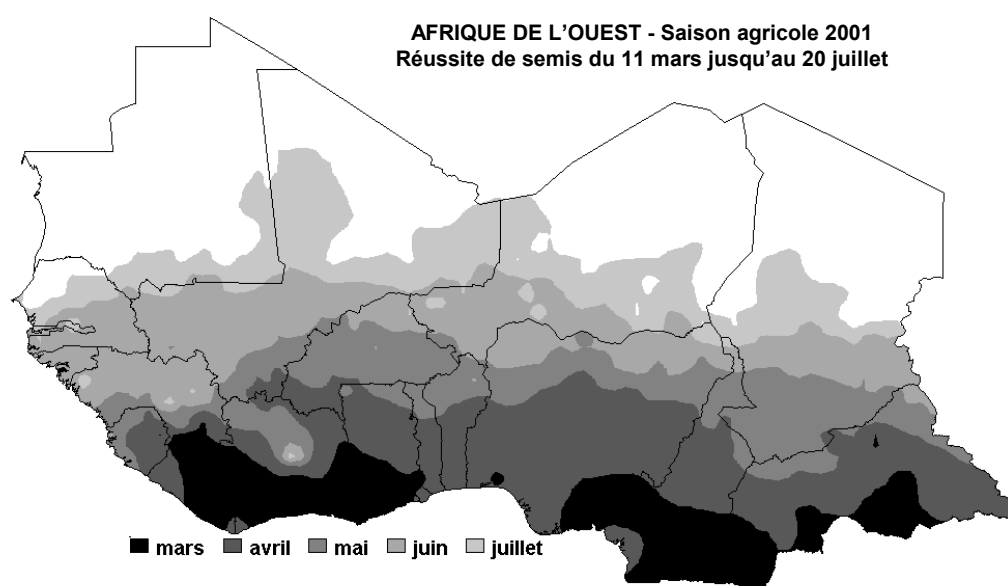 AFRIQUE DE L'OUEST - Saison agricole 2001
Réussite de semis du 11 mars jusqu'au 20 juillet
mars avril mai juin juillet